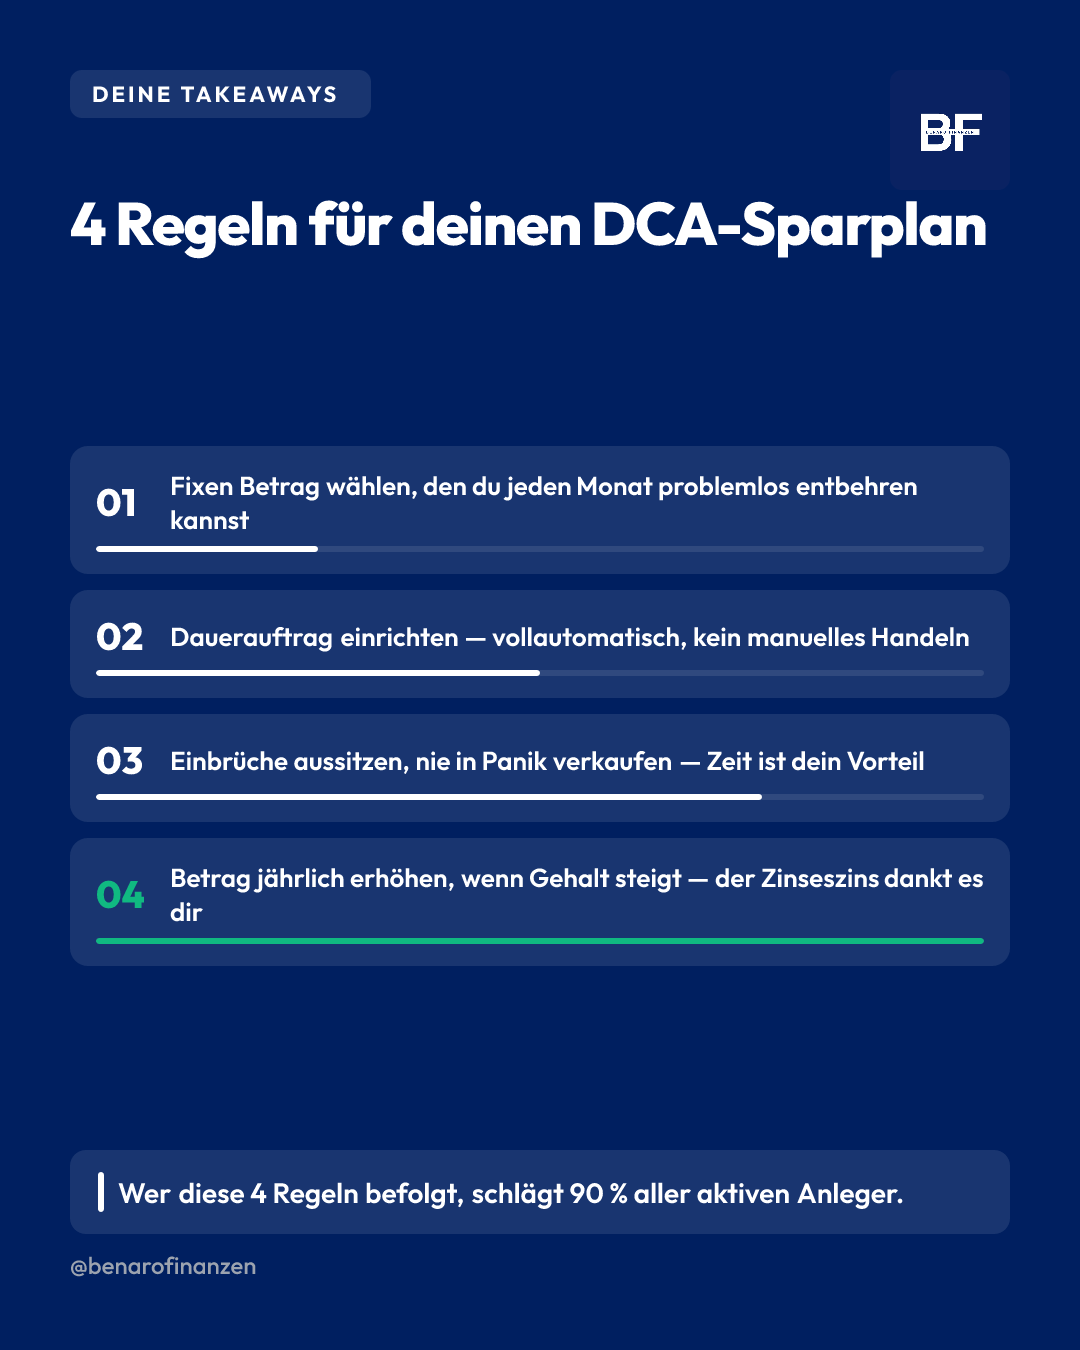 DEINE TAKEAWAYS
BF
4 Regeln für deinen DCA-Sparplan
01
Fixen Betrag wählen, den du jeden Monat problemlos entbehren
kannst
02
Dauerauftrag einrichten — vollautomatisch, kein manuelles Handeln
03
Einbrüche aussitzen, nie in Panik verkaufen — Zeit ist dein Vorteil
04
Betrag jährlich erhöhen, wenn Gehalt steigt — der Zinseszins dankt es
dir
Wer diese 4 Regeln befolgt, schlägt 90 % aller aktiven Anleger.
@benarofinanzen